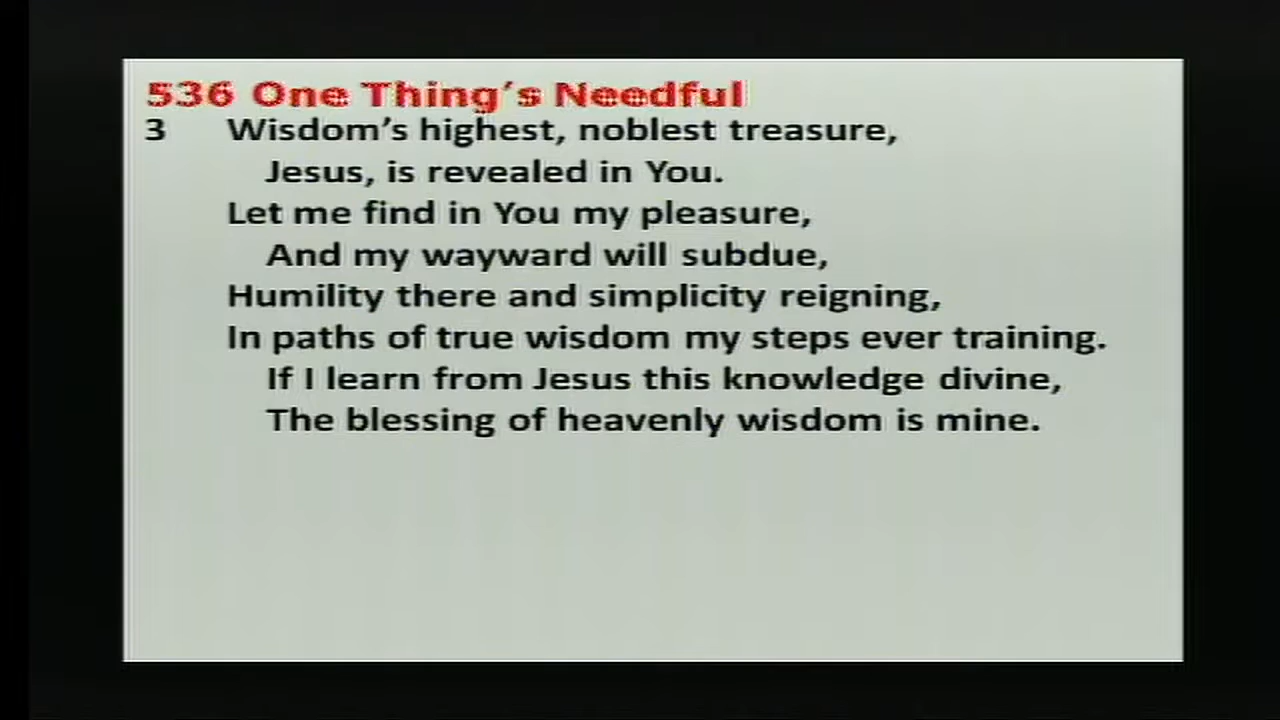 536 One Thing’s Needful
3 Wisdom’s highest, noblest treasure,
Jesus, is revealed in You.
Let me find in You my pleasure,
And my wayward will subdue,
Humility there and simplicity reigning,
In paths of true wisdom my steps ever training.
If I learn from Jesus this knowledge divine,
The blessing of heavenly wisdom is mine.